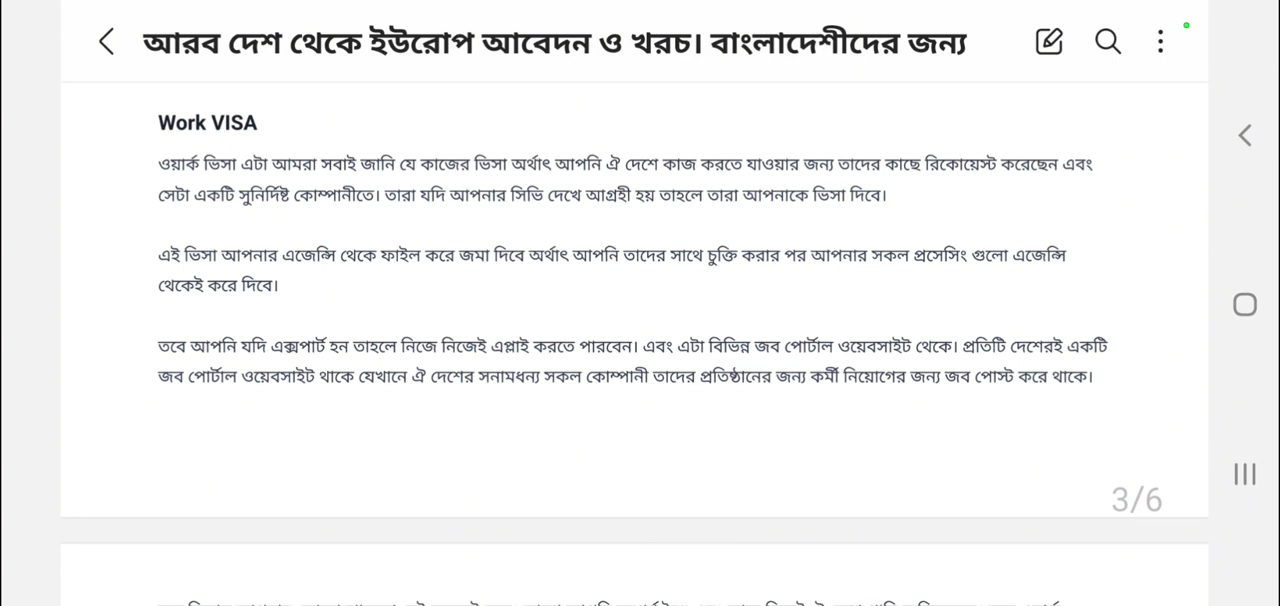 আরব দেশ থেকে ইউরোপ আবেদন ও খরচ। বাংলাদেশীদের জন্য
Work VISA
ওয়ার্ক ভিসা এটা আমরা সবাই জানি যে কাজের ভিসা অর্থাৎ আপনি ঐ দেশে কাজ করতে যাওয়ার জন্য তাদের কাছে রিকোয়েস্ট করেছেন এবং
সেটা একটি সুনির্দিষ্ট কোম্পানীতে। তারা যদি আপনার সিভি দেখে আগ্রহী হয় তাহলে তারা আপনাকে ভিসা দিবে।
এই ভিসা আপনার এজেন্সি থেকে ফাইল করে জমা দিবে অর্থাৎ আপনি তাদের সাথে চুক্তি করার পর আপনার সকল প্রসেসিং গুলো এজেন্সি
থেকেই করে দিবে।
তবে আপনি যদি এক্সপার্ট হন তাহলে নিজে নিজেই এপ্লাই করতে পারবেন। এবং এটা বিভিন্ন জব পোর্টাল ওয়েবসাইট থেকে। প্রতিটি দেশেরই একটি
জব পোর্টাল ওয়েবসাইট থাকে যেখানে ঐ দেশের সনামধন্য সকল কোম্পানী তাদের প্রতিষ্ঠানের জন্য কর্মী নিয়োগের জন্য জব পোস্ট করে থাকে।
3/6